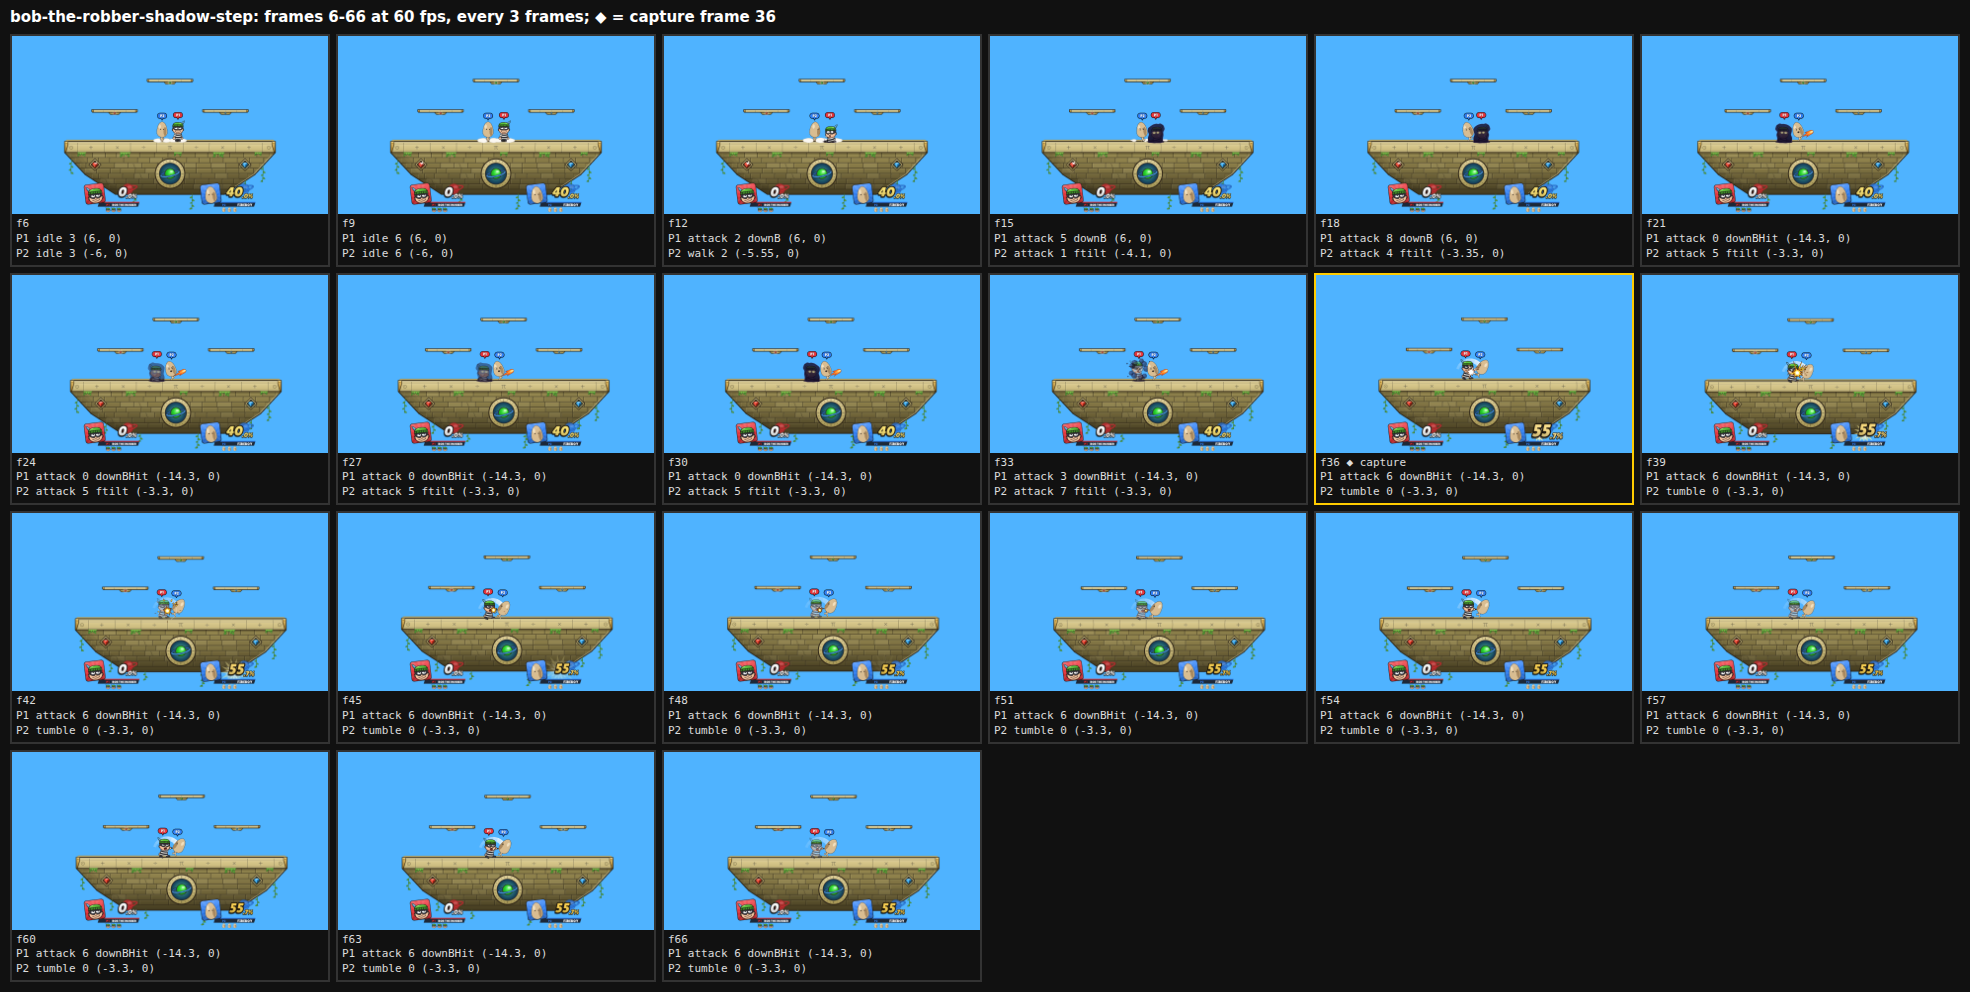 bob-the-robber-shadow-step: frames 6-66 at 60 fps, every 3 frames; ◆ = capture frame 36
f6
P1 idle 3 (6, 0)
P2 idle 3 (-6, 0)
f9
P1 idle 6 (6, 0)
P2 idle 6 (-6, 0)
f12
P1 attack 2 downB (6, 0)
P2 walk 2 (-5.55, 0)
f15
P1 attack 5 downB (6, 0)
P2 attack 1 ftilt (-4.1, 0)
f18
P1 attack 8 downB (6, 0)
P2 attack 4 ftilt (-3.35, 0)
f21
P1 attack 0 downBHit (-14.3, 0)
P2 attack 5 ftilt (-3.3, 0)
f24
P1 attack 0 downBHit (-14.3, 0)
P2 attack 5 ftilt (-3.3, 0)
f27
P1 attack 0 downBHit (-14.3, 0)
P2 attack 5 ftilt (-3.3, 0)
f30
P1 attack 0 downBHit (-14.3, 0)
P2 attack 5 ftilt (-3.3, 0)
f33
P1 attack 3 downBHit (-14.3, 0)
P2 attack 7 ftilt (-3.3, 0)
f36 ◆ capture
P1 attack 6 downBHit (-14.3, 0)
P2 tumble 0 (-3.3, 0)
f39
P1 attack 6 downBHit (-14.3, 0)
P2 tumble 0 (-3.3, 0)
f42
P1 attack 6 downBHit (-14.3, 0)
P2 tumble 0 (-3.3, 0)
f45
P1 attack 6 downBHit (-14.3, 0)
P2 tumble 0 (-3.3, 0)
f48
P1 attack 6 downBHit (-14.3, 0)
P2 tumble 0 (-3.3, 0)
f51
P1 attack 6 downBHit (-14.3, 0)
P2 tumble 0 (-3.3, 0)
f54
P1 attack 6 downBHit (-14.3, 0)
P2 tumble 0 (-3.3, 0)
f57
P1 attack 6 downBHit (-14.3, 0)
P2 tumble 0 (-3.3, 0)
f60
P1 attack 6 downBHit (-14.3, 0)
P2 tumble 0 (-3.3, 0)
f63
P1 attack 6 downBHit (-14.3, 0)
P2 tumble 0 (-3.3, 0)
f66
P1 attack 6 downBHit (-14.3, 0)
P2 tumble 0 (-3.3, 0)